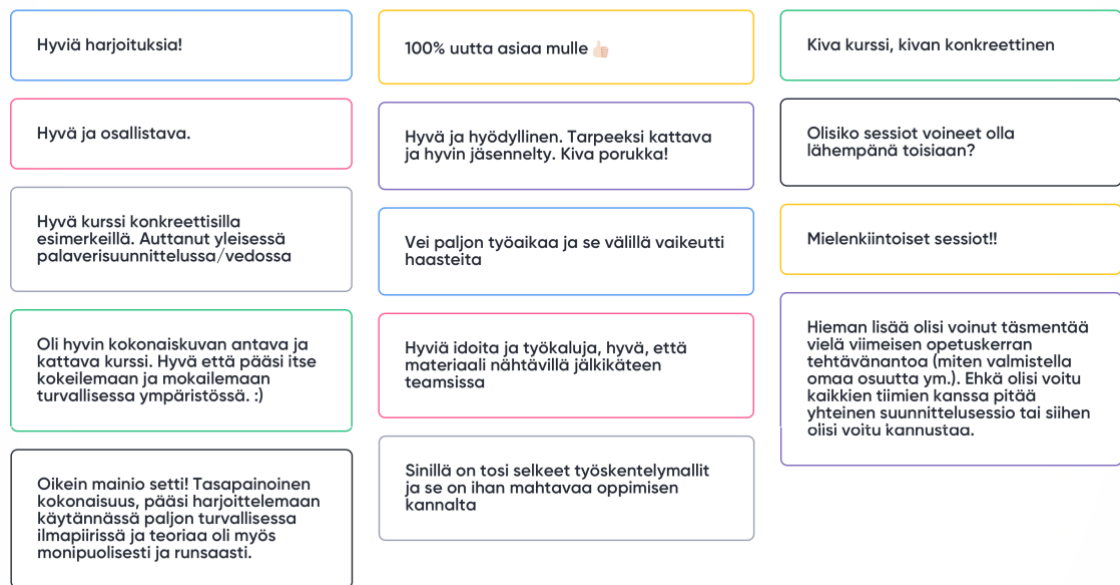 Hyviä harjoituksia!
Hyvä ja osallistava.
Hyvä kurssi konkreettisilla
esimerkeillä. Auttanut yleisessä
palaverisuunnittelussa/vedossa
Oli hyvin kokonaiskuvan antava ja
kattava kurssi. Hyvä että pääsi itse
kokeilemaan ja mokailemaan
turvallisessa ympäristössä. :)
Oikein mainio setti! Tasapainoinen
kokonaisuus, pääsi harjoittelemaan
käytännössä paljon turvallisessa
ilmapiirissä ja teoriaa oli myös
monipuolisesti ja runsaasti.
100% uutta asiaa mulle 👍🏻
Hyvä ja hyödyllinen. Tarpeeksi kattava
ja hyvin jäsennelty. Kiva porukka!
Vei paljon työaikaa ja se välillä vaikeutti
haasteita
Hyviä idoita ja työkaluja, hyvä, että
materiaali nähtävillä jälkikäteen
teamsissa
Sinillä on tosi selkeet työskentelymallit
ja se on ihan mahtavaa oppimisen
kannalta
Kiva kurssi, kivan konkreettinen
Olisiko sessiot voineet olla
lähempänä toisiaan?
Mielenkiintoiset sessiot!!
Hieman lisää olisi voinut täsmentää
vielä viimeisen opetuskerran
tehtävänantoa (miten valmistella
omaa osuutta ym.). Ehkä olisi voitu
kaikkien tiimien kanssa pitää
yhteinen suunnittelusessio tai siihen
olisi voitu kannustaa.